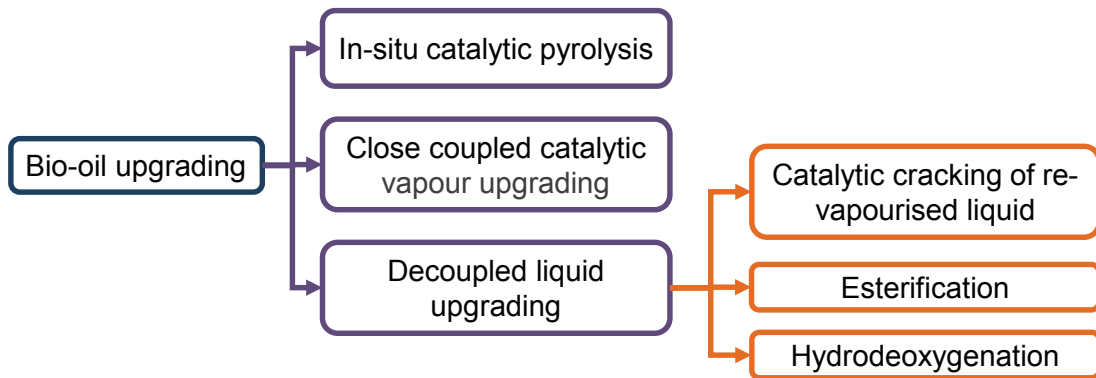 In-situ catalytic pyrolysis
Bio-oil upgrading
Close coupled catalytic
vapour upgrading
Catalytic cracking of re-
vapourised liquid
Decoupled liquid
upgrading
Esterification
Hydrodeoxygenation